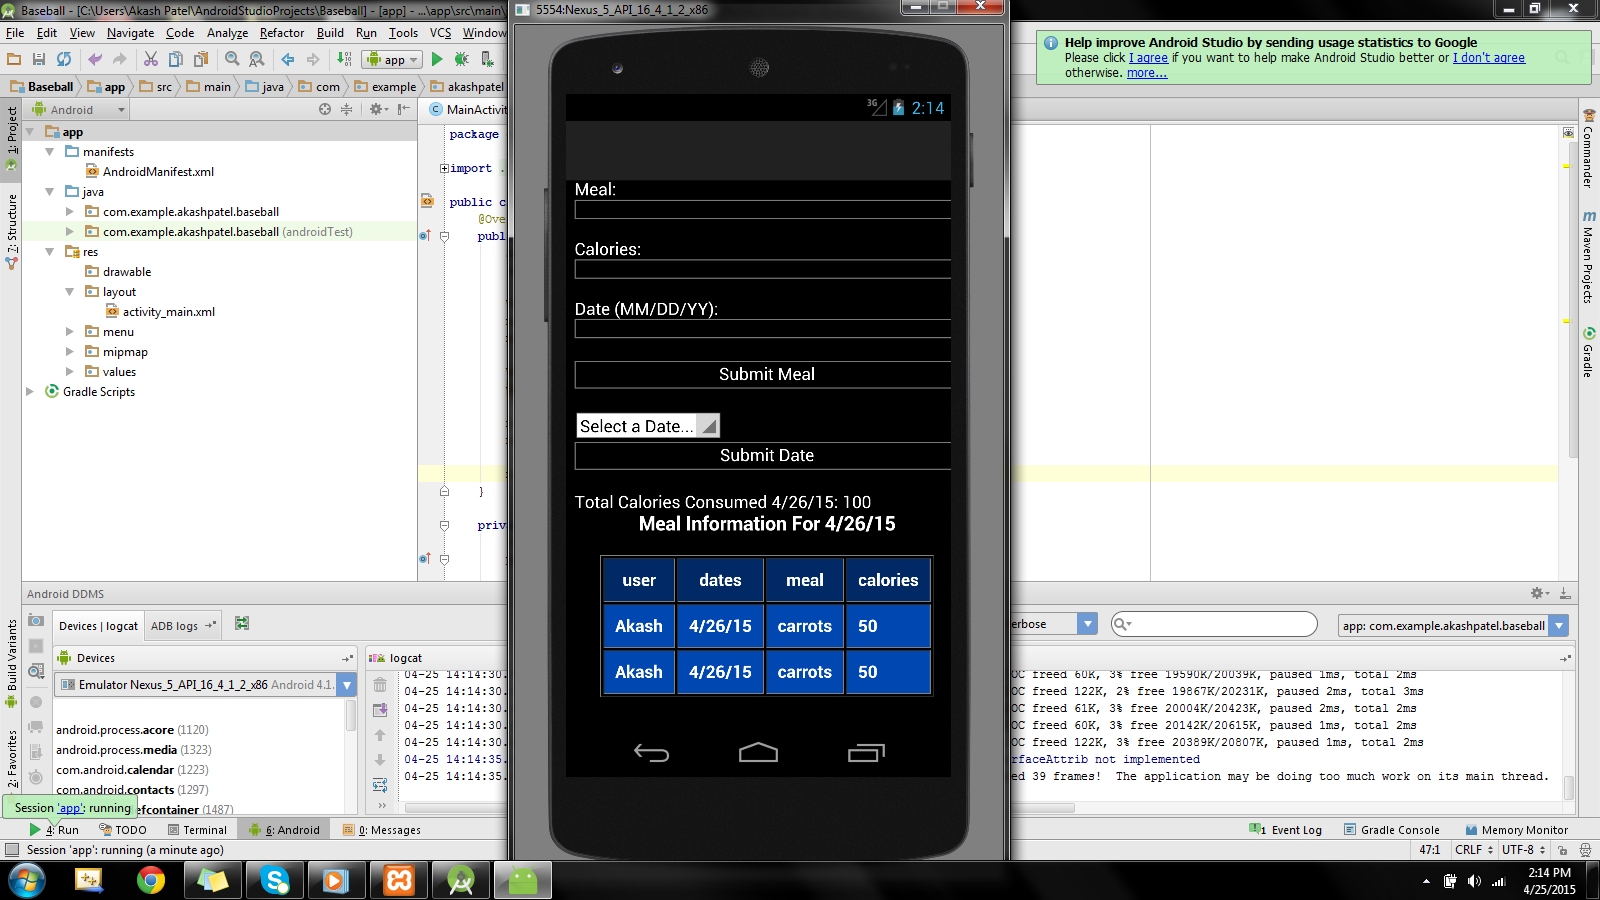 Baseball - [C:\Users\Akash Patel\AndroidStudioProjects\Baseball] - [app] - ...\app\src\main\
File Edit View Navigate Code Analyze Refactor Build Run Tools VCS Window
app
Baseball app src main java com example akashpatel
Android
MainActivit
1: Project
7: Structure
Build Variants
2: Favorites
app
manifests
AndroidManifest.xml
java
com.example.akashpatel.baseball
com.example.akashpatel.baseball (androidTest)
res
drawable
layout
activity_main.xml
menu
mipmap
values
Gradle Scripts
package
import .
public c
@Ove
publ
}
priv
5554:Nexus_5_API_16_4_1_2_x86
3G 2:14
Meal:
Calories:
Date (MM/DD/YY):
Submit Meal
Select a Date...
Submit Date
Total Calories Consumed 4/26/15: 100
Meal Information For 4/26/15
user dates meal calories
Akash 4/26/15 carrots 50
Akash 4/26/15 carrots 50
Help improve Android Studio by sending usage statistics to Google
Please click I agree if you want to help make Android Studio better or I don't agree
otherwise. more...
Commander
Maven Projects
Gradle
Android DDMS
Devices | logcat ADB logs
Devices
Emulator Nexus_5_API_16_4_1_2_x86 Android 4.1.
android.process.acore (1120)
android.process.media (1323)
com.android.calendar (1223)
com.android.contacts (1297)
efcontainer (1487)
Session 'app': running
logcat
erbose
app: com.example.akashpatel.baseball
04-25 14:14:30. OC freed 60K, 3% free 19590K/20039K, paused 1ms, total 2ms
04-25 14:14:30. OC freed 122K, 2% free 19867K/20231K, paused 2ms, total 3ms
04-25 14:14:30. OC freed 61K, 3% free 20004K/20423K, paused 2ms, total 2ms
04-25 14:14:30. OC freed 60K, 3% free 20142K/20615K, paused 1ms, total 2ms
04-25 14:14:30. OC freed 122K, 3% free 20389K/20807K, paused 1ms, total 2ms
04-25 14:14:35. rfaceAttrib not implemented
04-25 14:14:35. ed 39 frames! The application may be doing too much work on its main thread.
4: Run TODO Terminal 6: Android 0: Messages
1 Event Log Gradle Console Memory Monitor
Session 'app': running (a minute ago)
47:1 CRLF UTF-8
2:14 PM
4/25/2015